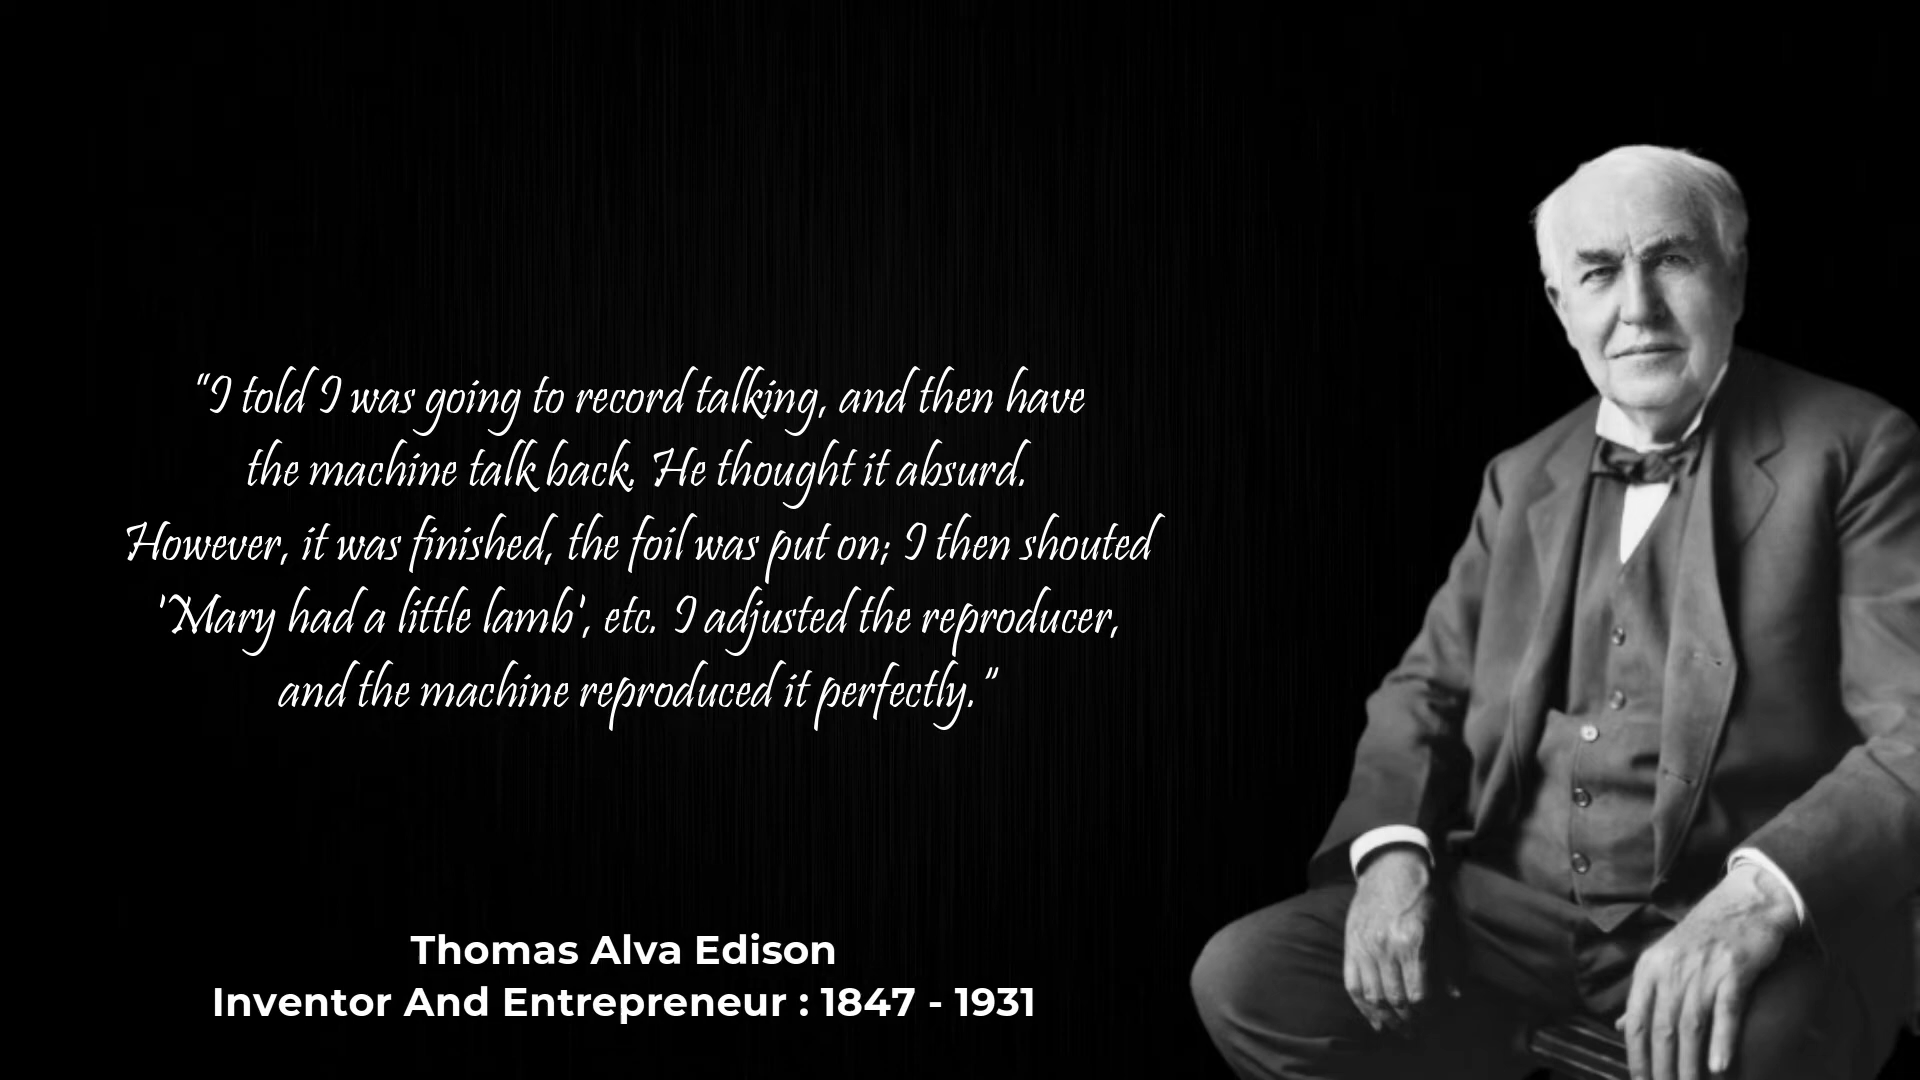 “I told I was going to record talking, and then have
the machine talk back. He thought it absurd.
However, it was finished, the foil was put on; I then shouted
'Mary had a little lamb', etc. I adjusted the reproducer,
and the machine reproduced it perfectly.”
Thomas Alva Edison
Inventor And Entrepreneur : 1847 - 1931